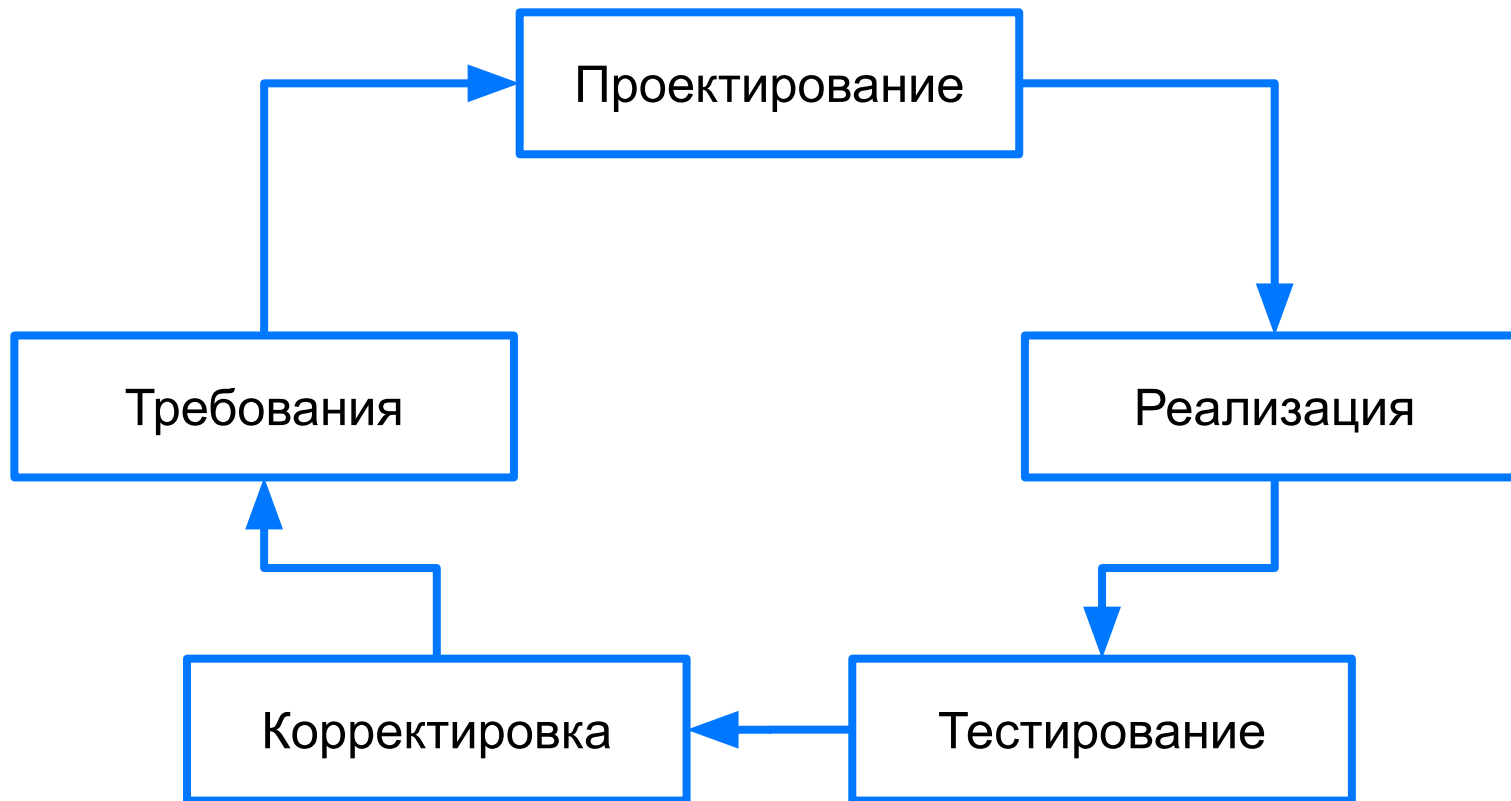 Проектирование
Требования
Реализация
Корректировка
Тестирование